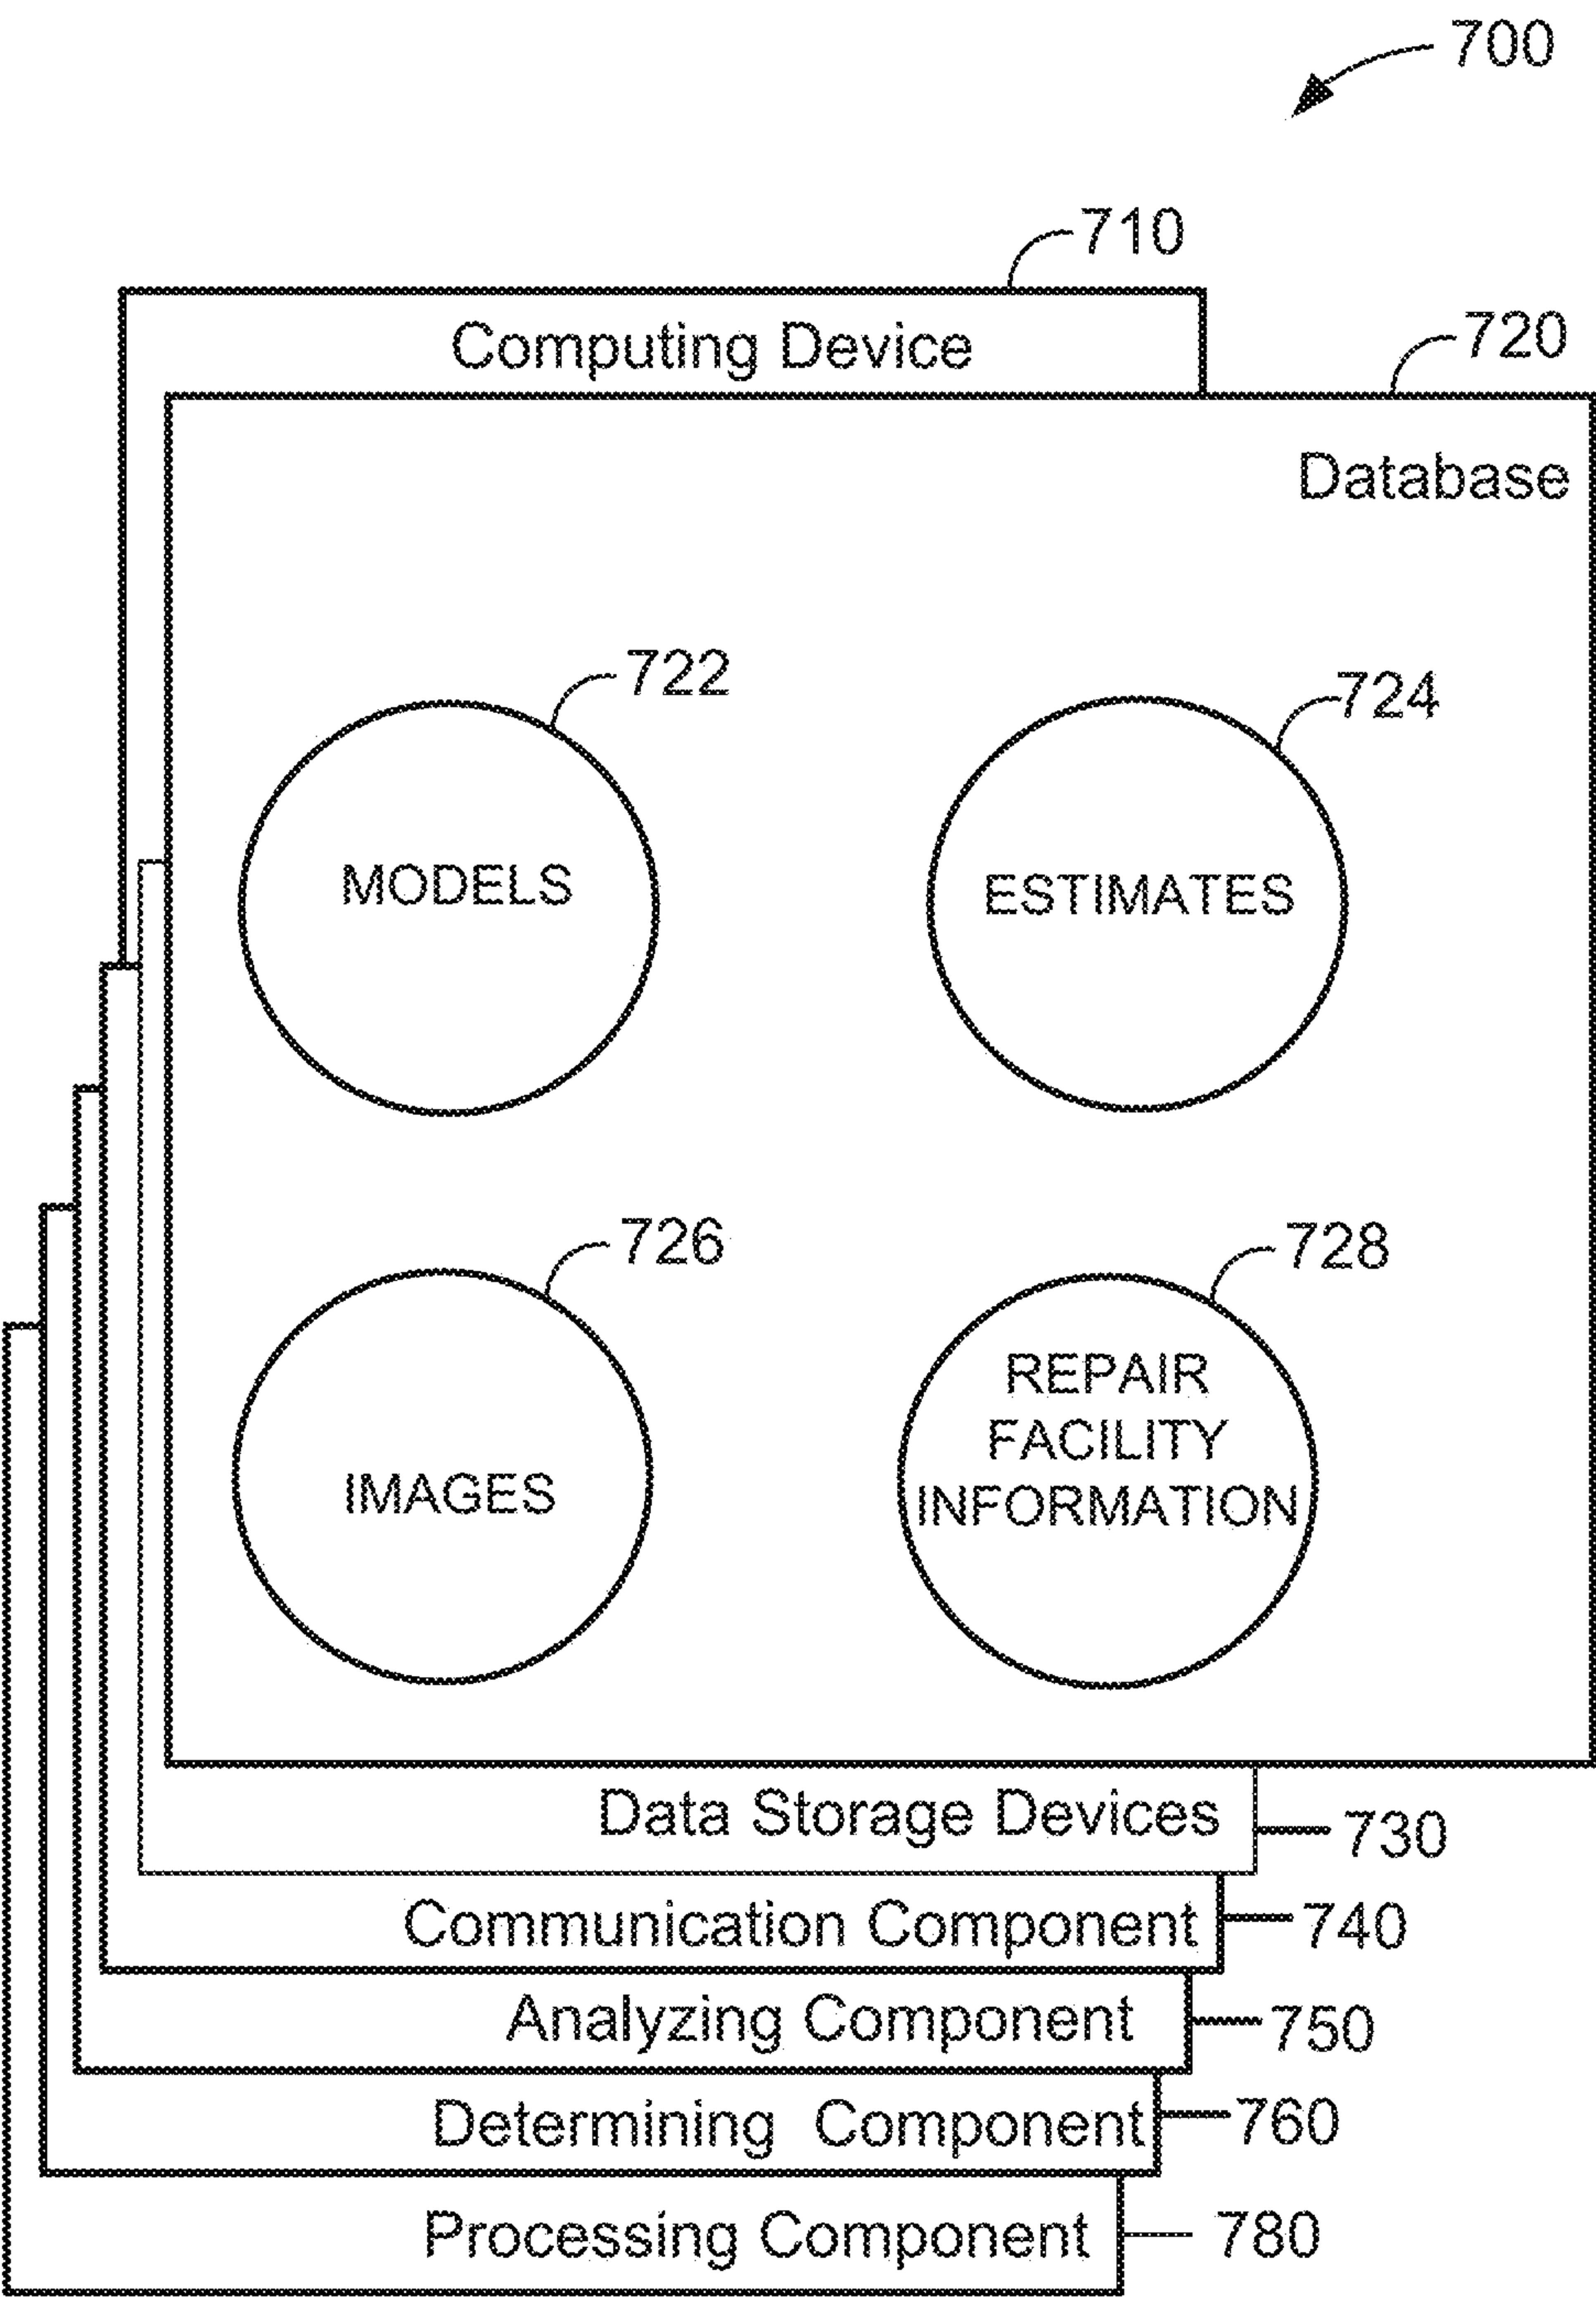 700
710
Computing Device
720
Database
722
724
MODELS
ESTIMATES
726
728
IMAGES
REPAIR
FACILITY
INFORMATION
Data Storage Devices
730
Communication Component
740
Analyzing Component
750
Determining Component
760
Processing Component
780